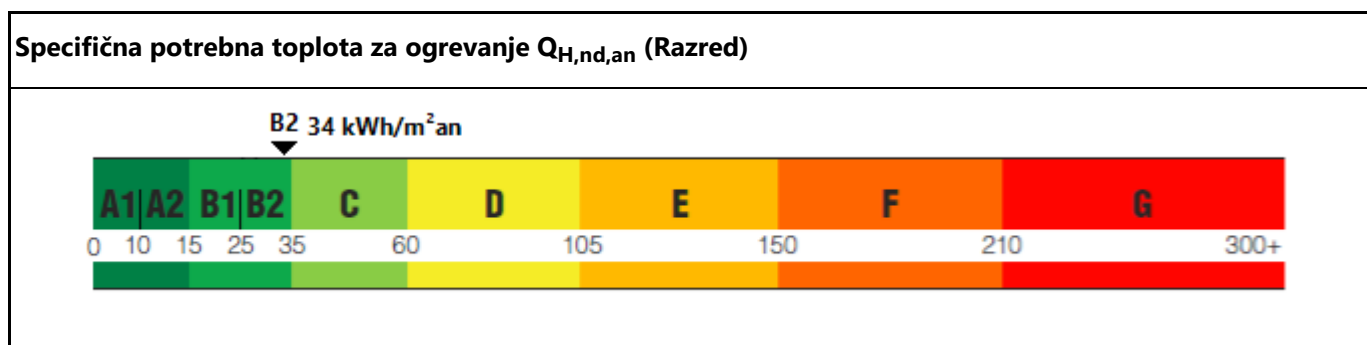 Specifična potrebna toplota za ogrevanje QH,nd,an (Razred)
B2 34 kWh/m²an
A1 A2 B1 B2 C D E F G
0 10 15 25 35 60 105 150 210 300+